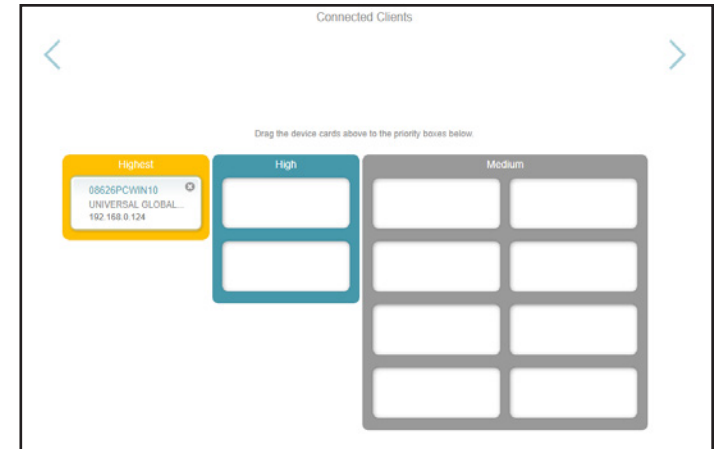 Connected Clients
Drag the device cards above to the priority boxes below.
Highest
08626PCWIN10
UNIVERSAL GLOBAL...
192.168.0.124
High
Medium